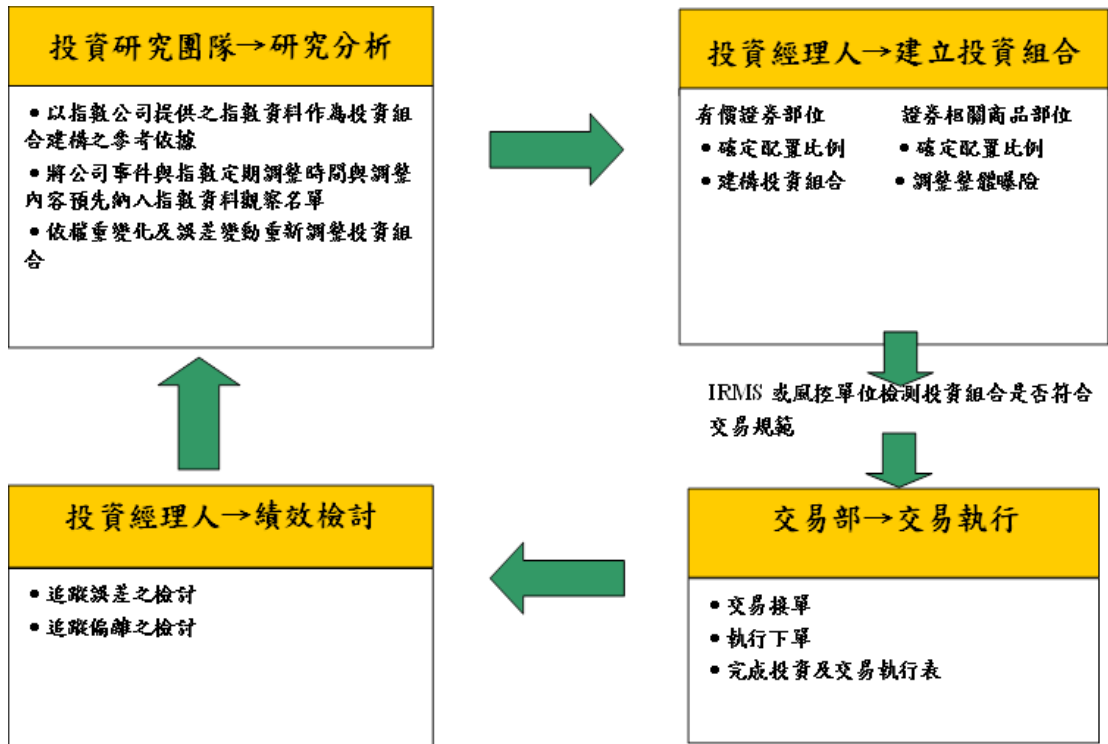 投資研究團隊→研究分析
• 以指數公司提供之指數資料作為投資組
合建構之參考依據
• 將公司事件與指數定期調整時間與調整
內容預先納入指數資料觀察名單
• 依權重變化及誤差變動重新調整投資組
合
投資經理人→建立投資組合
有價證券部位
• 確定配置比例
• 建構投資組合
證券相關商品部位
• 確定配置比例
• 調整整體曝險
IRMS 或風控單位檢測投資組合是否符合
交易規範
交易部→交易執行
• 交易接單
• 執行下單
• 完成投資及交易執行表
投資經理人→績效檢討
• 追蹤誤差之檢討
• 追蹤偏離之檢討